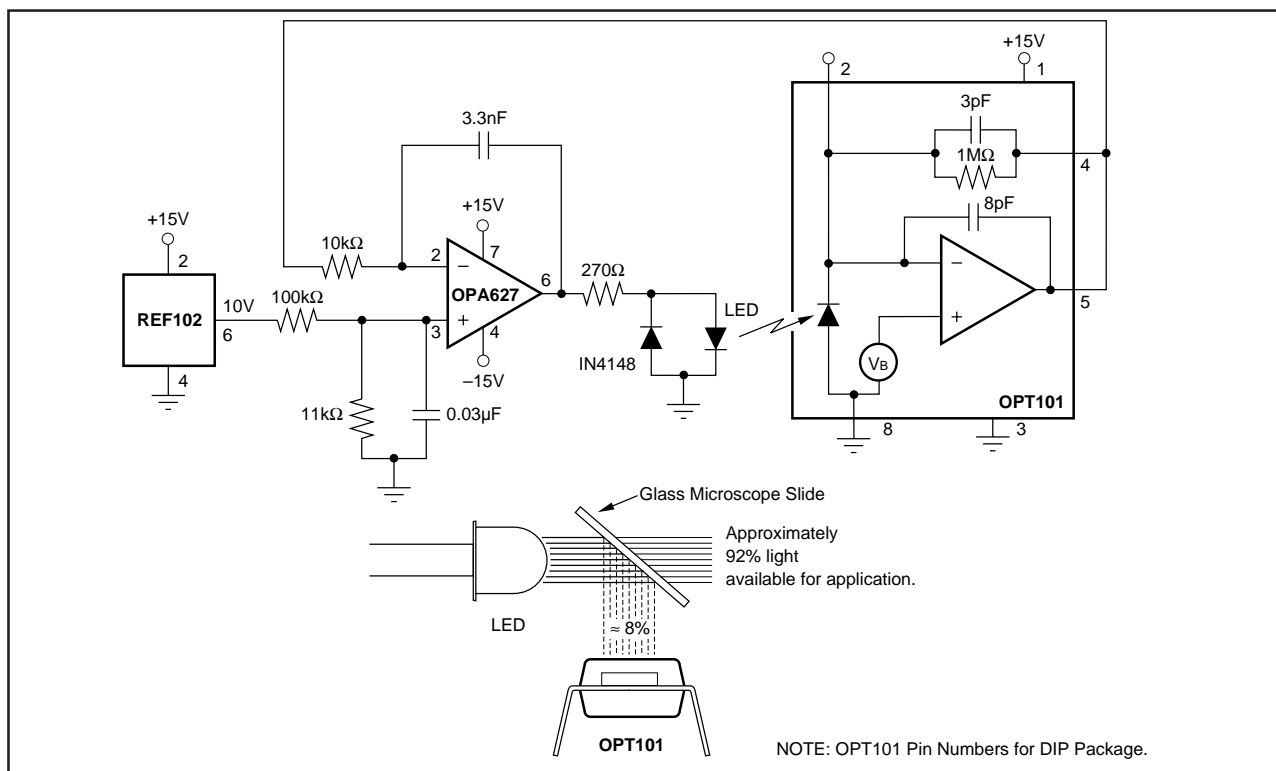 +15V
2
1
3pF
3.3nF
1MΩ
4
8pF
+15V
+15V
10kΩ
2
7
2
–
270Ω
6
–
10V
100kΩ
OPA627
LED
5
REF102
6
3
+
4
+
IN4148
VB
4
–15V
11kΩ
0.03µF
OPT101
8
3
Glass Microscope Slide
Approximately
92% light
available for application.
LED
≈ 8%
OPT101
NOTE: OPT101 Pin Numbers for DIP Package.